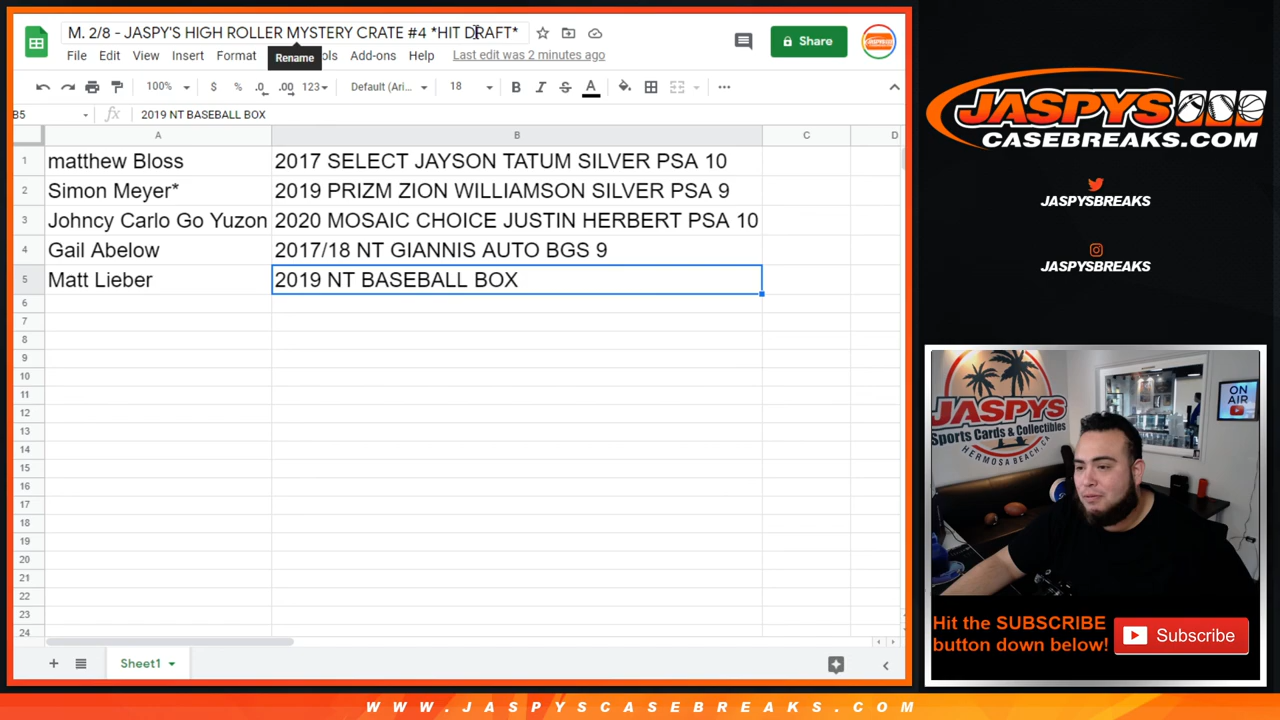 M. 2/8 - JASPY'S HIGH ROLLER MYSTERY CRATE #4 *HIT DRAFT*
Share
File Edit View Insert Format ols Add-ons Help Last edit was 2 minutes ago
Rename
100% $ % .0 .00 123 Default (Ari... 18 B I S A
B5 fx 2019 NT BASEBALL BOX
A B C D
1 matthew Bloss 2017 SELECT JAYSON TATUM SILVER PSA 10
2 Simon Meyer* 2019 PRIZM ZION WILLIAMSON SILVER PSA 9
3 Johncy Carlo Go Yuzon 2020 MOSAIC CHOICE JUSTIN HERBERT PSA 10
4 Gail Abelow 2017/18 NT GIANNIS AUTO BGS 9
5 Matt Lieber 2019 NT BASEBALL BOX
6
7
8
9
10
11
12
13
14
15
16
17
18
19
20
21
22
23
24
Sheet1
JASPYS
CASEBREAKS.COM
JASPYSBREAKS
JASPYSBREAKS
JASPYS
Sports Cards & Collectibles
HERMOSA BEACH, CA
ON
AIR
Hit the SUBSCRIBE
button down below!
Subscribe
WWW.JASPYSCASEBREAKS.COM